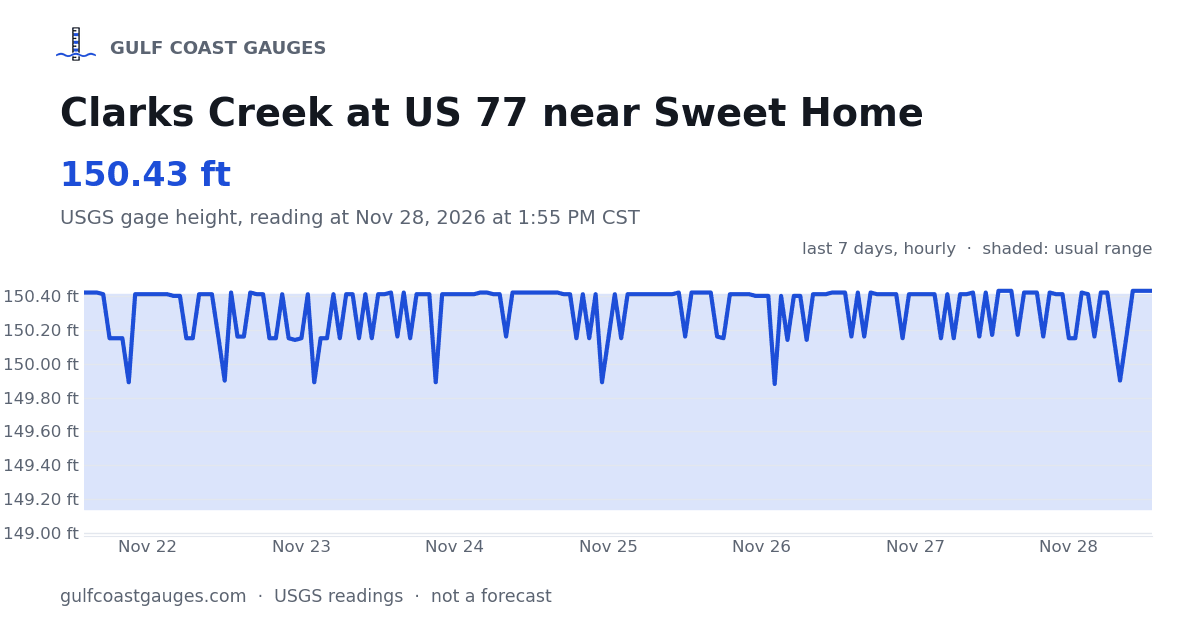 GULF COAST GAUGES
Clarks Creek at US 77 near Sweet Home
150.43 ft
USGS gage height, reading at Nov 28, 2026 at 1:55 PM CST
last 7 days, hourly · shaded: usual range
150.40 ft
150.20 ft
150.00 ft
149.80 ft
149.60 ft
149.40 ft
149.20 ft
149.00 ft
Nov 22 Nov 23 Nov 24 Nov 25 Nov 26 Nov 27 Nov 28
gulfcoastgauges.com · USGS readings · not a forecast